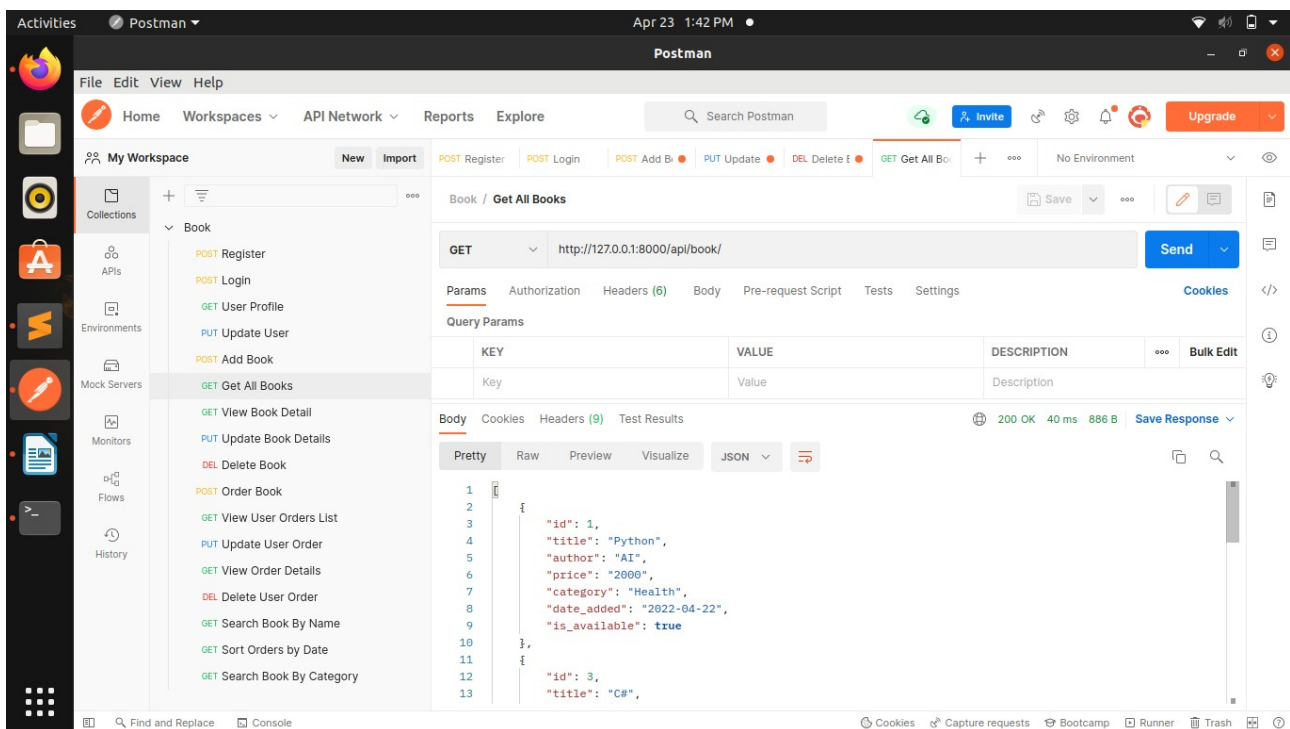 Activities Postman Apr 23 1:42 PM
Postman
File Edit View Help
Home Workspaces API Network Reports Explore Search Postman Invite Upgrade
My Workspace New Import
POST Register POST Login POST Add B PUT Update DEL Delete GET Get All Bo No Environment
Collections
APIs
Environments
Mock Servers
Monitors
Flows
History
Book
POST Register
POST Login
GET User Profile
PUT Update User
POST Add Book
GET Get All Books
GET View Book Detail
PUT Update Book Details
DEL Delete Book
POST Order Book
GET View User Orders List
PUT Update User Order
GET View Order Details
DEL Delete User Order
GET Search Book By Name
GET Sort Orders by Date
GET Search Book By Category
Book / Get All Books Save
GET http://127.0.0.1:8000/api/book/ Send
Params Authorization Headers (6) Body Pre-request Script Tests Settings Cookies
Query Params
KEY VALUE DESCRIPTION Bulk Edit
Key Value Description
Body Cookies Headers (9) Test Results 200 OK 40 ms 886 B Save Response
Pretty Raw Preview Visualize JSON
1 [
2 {
3 "id": 1,
4 "title": "Python",
5 "author": "AI",
6 "price": "2000",
7 "category": "Health",
8 "date_added": "2022-04-22",
9 "is_available": true
10 },
11 {
12 "id": 3,
13 "title": "C#",
Find and Replace Console Cookies Capture requests Bootcamp Runner Trash